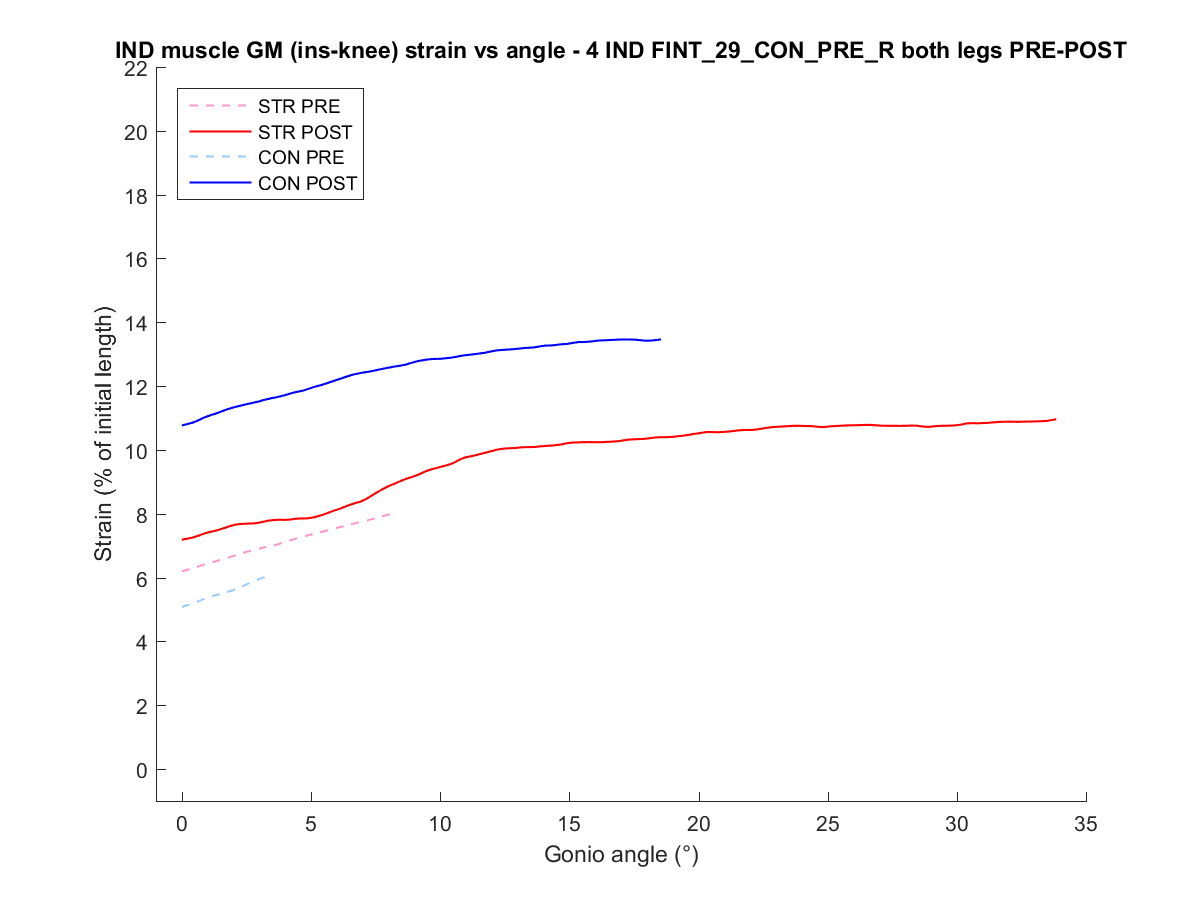 IND muscle GM (ins-knee) strain vs angle - 4 IND FINT_29_CON_PRE_R both legs PRE-POST
STR PRE
STR POST
CON PRE
CON POST
22
20
18
16
14
12
10
8
6
4
2
0
Strain (% of initial length)
0 5 10 15 20 25 30 35
Gonio angle (°)